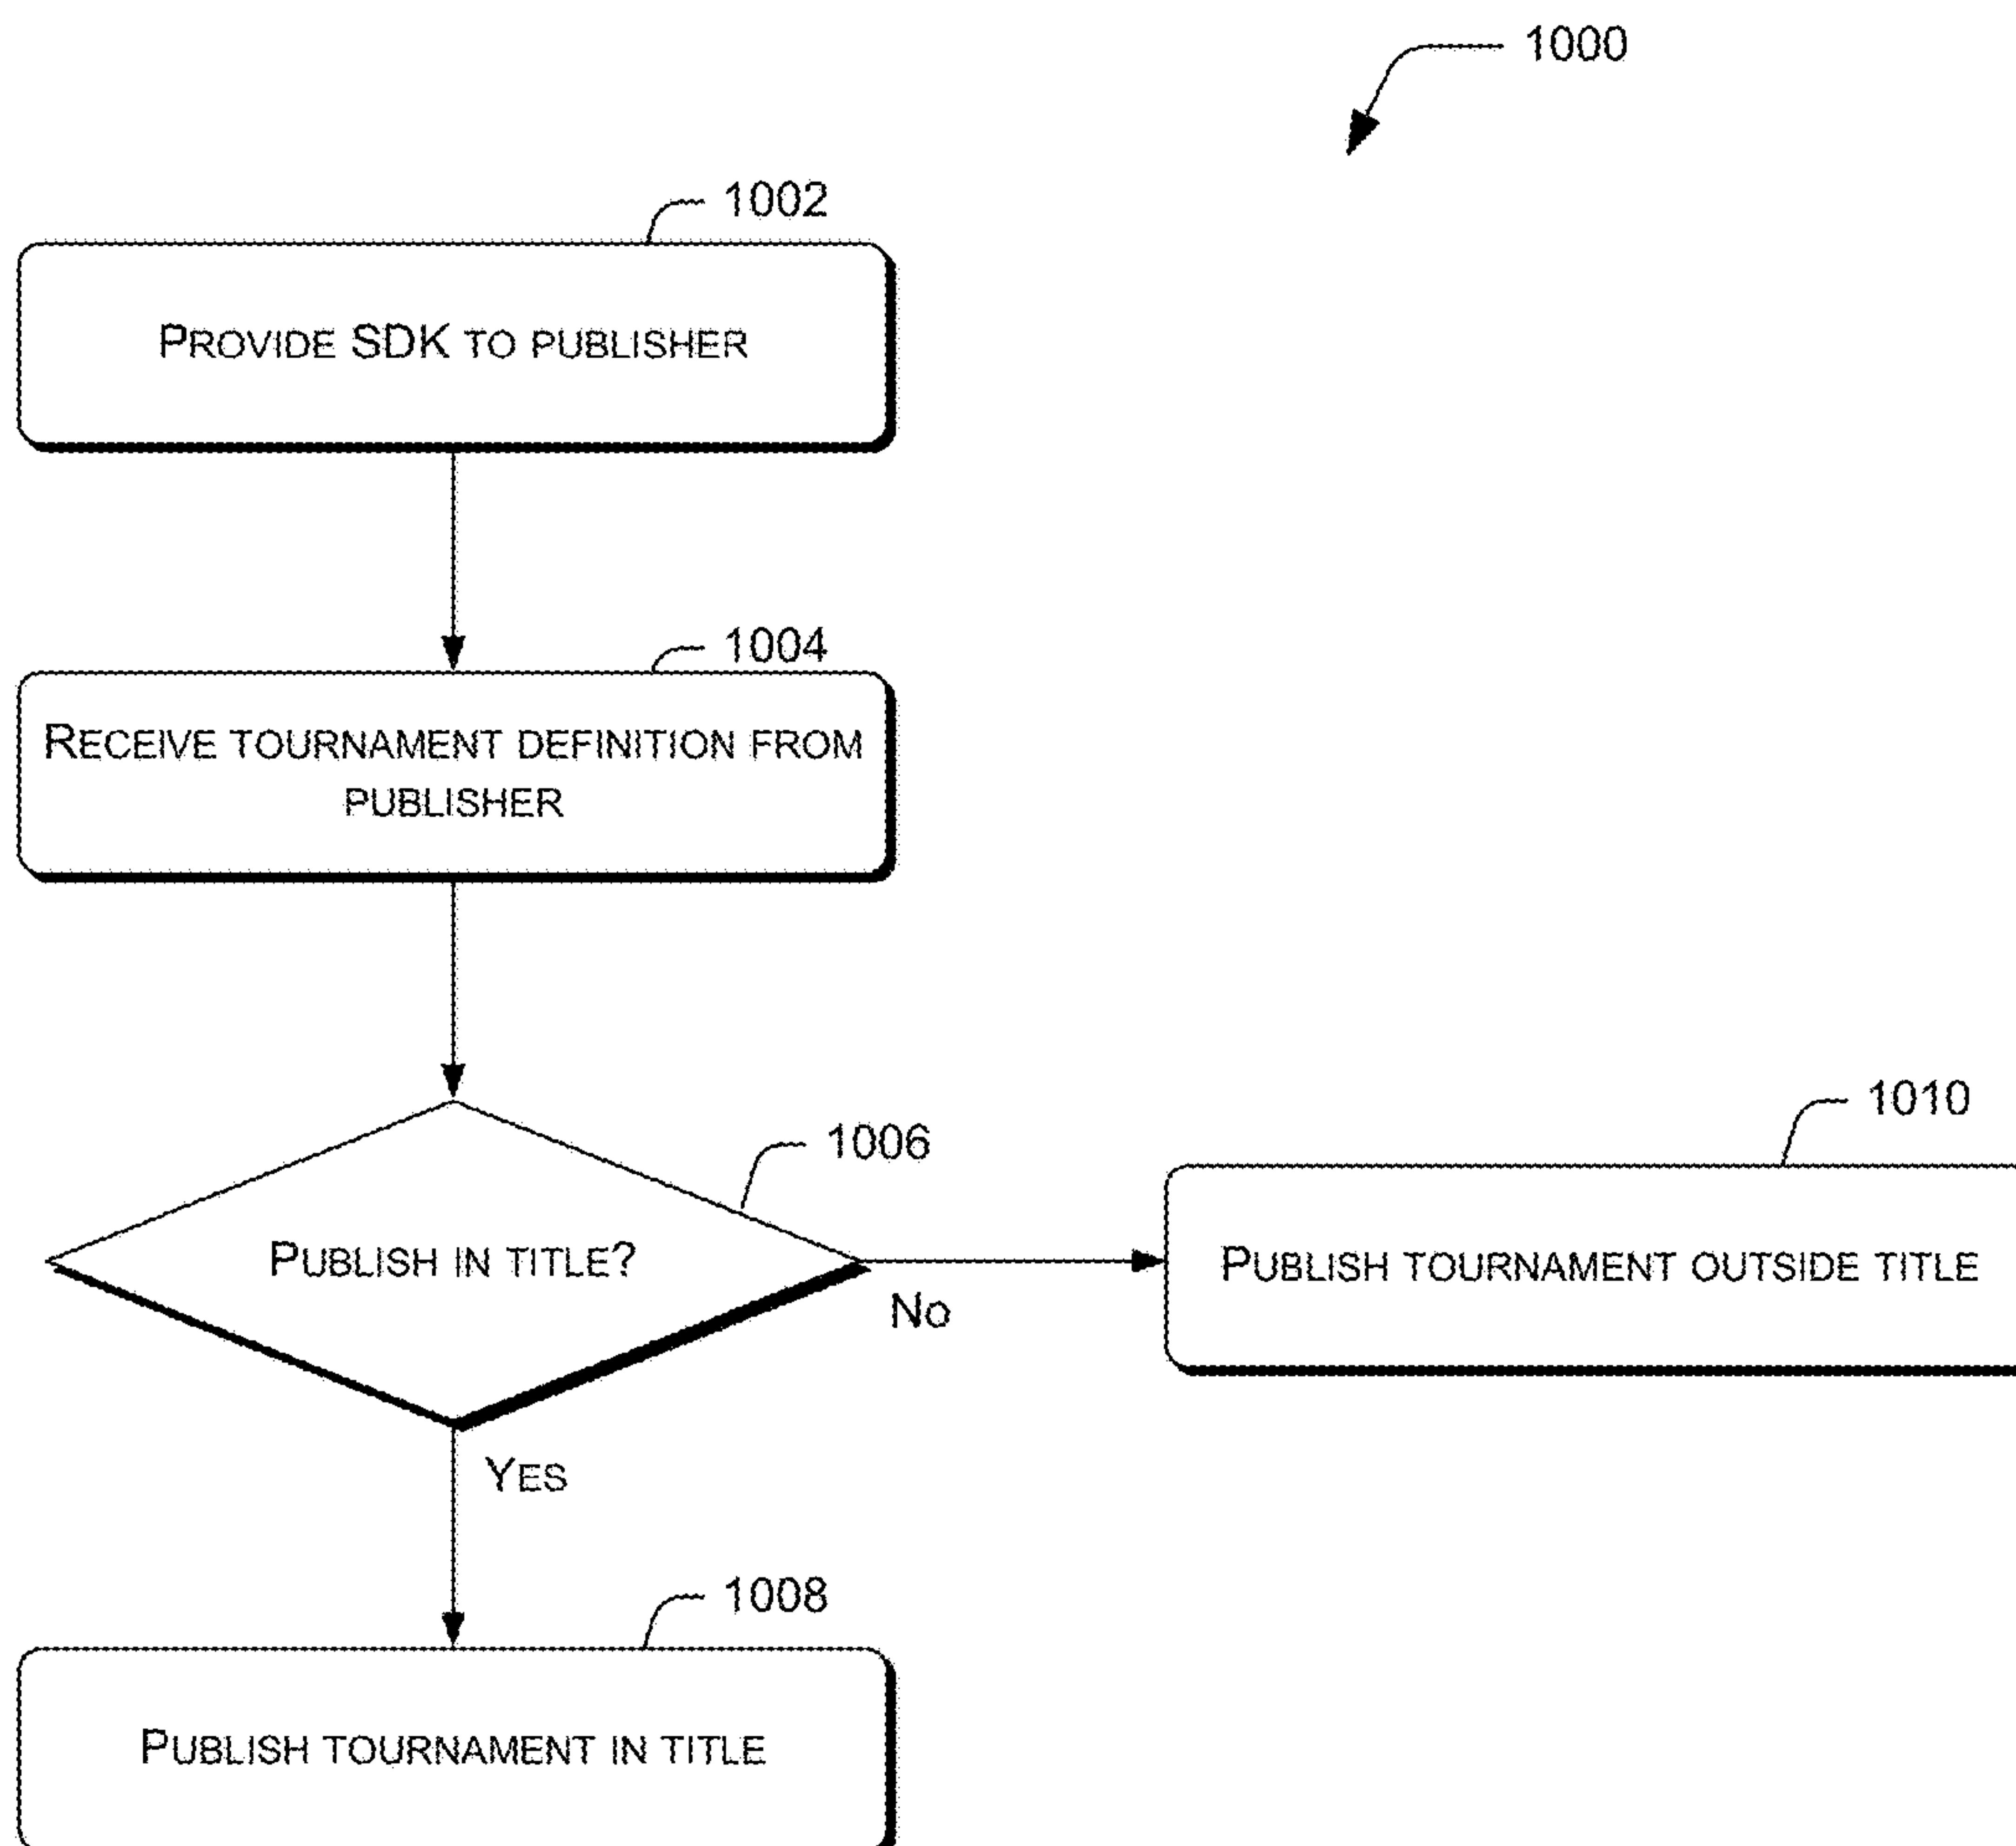 1000
1002
PROVIDE SDK TO PUBLISHER
1004
RECEIVE TOURNAMENT DEFINITION FROM
PUBLISHER
1006
PUBLISH IN TITLE?
NO
1010
PUBLISH TOURNAMENT OUTSIDE TITLE
YES
1008
PUBLISH TOURNAMENT IN TITLE